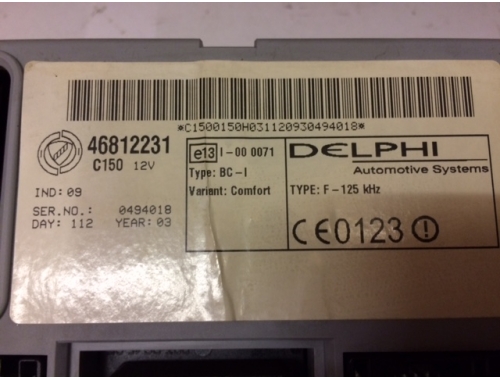 *C1500150H031120930494018*
46812231
C150 12V
IND: 09
SER.NO.: 0494018
DAY: 112 YEAR: 03
e13 I-00 0071
Type: BC-I
Variant: Comfort
DELPHI
Automotive Systems
TYPE: F-125 kHz
CE0123 !